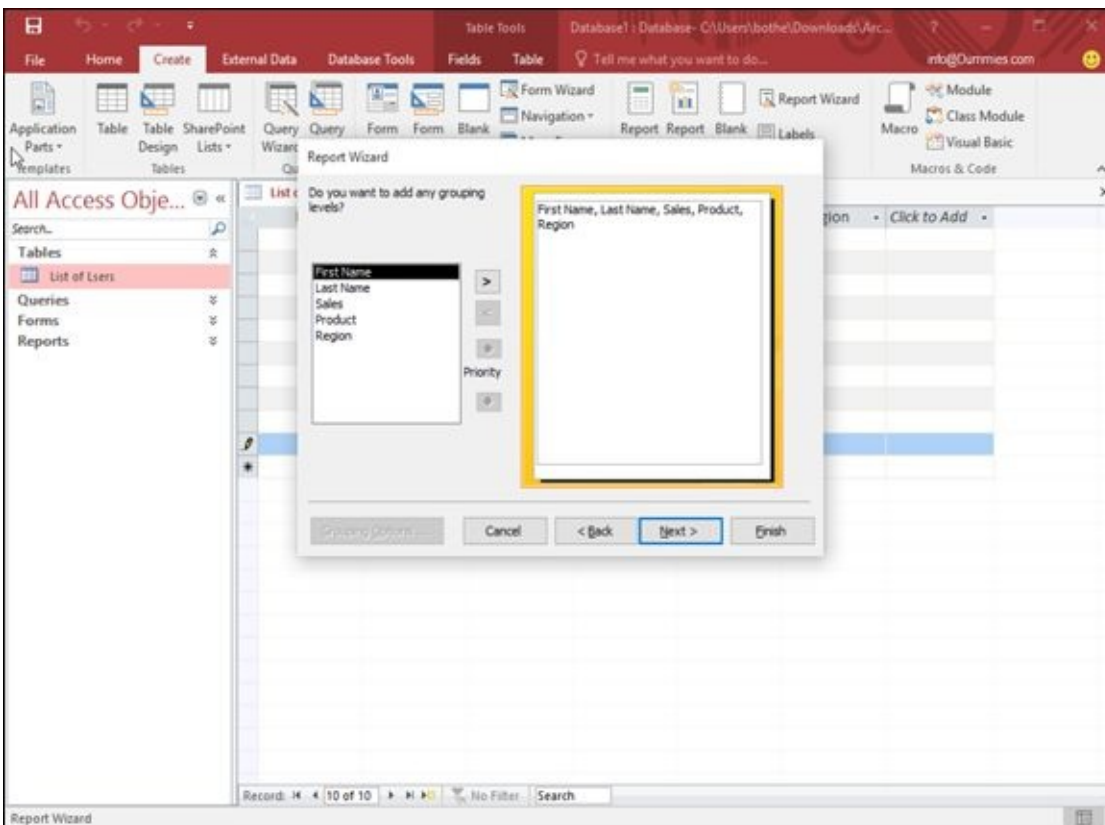 Table Tools Database1 : Database- C:\Users\bothe\Downloads\Arc... ?
File Home Create External Data Database Tools Fields Table Tell me what you want to do... info@Dummies.com
Application Parts
Table
Table Design
SharePoint Lists
Query Wizard
Query
Form
Form
Blank
Form Wizard
Navigation
Report
Report
Blank
Report Wizard
Labels
Macro
Module
Class Module
Visual Basic
Templates
Tables
Macros & Code
All Access Obje...
Search...
Tables
List of Lsers
Queries
Forms
Reports
List
Click to Add
Report Wizard
Do you want to add any grouping
levels?
First Name
Last Name
Sales
Product
Region
>
<
Priority
First Name, Last Name, Sales, Product,
Region
Grouping Options ...
Cancel
< Back
Next >
Finish
Record: 10 of 10 No Filter Search
Report Wizard